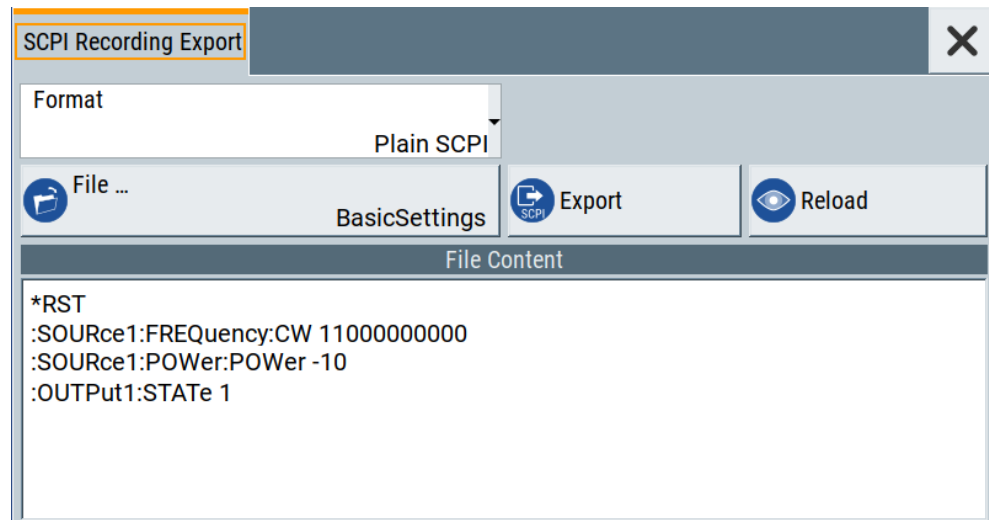 SCPI Recording Export
Format
Plain SCPI
File ...
BasicSettings
SCPI
Export
Reload
File Content
*RST
:SOURce1:FREQuency:CW 11000000000
:SOURce1:POWer:POWer -10
:OUTPut1:STATe 1